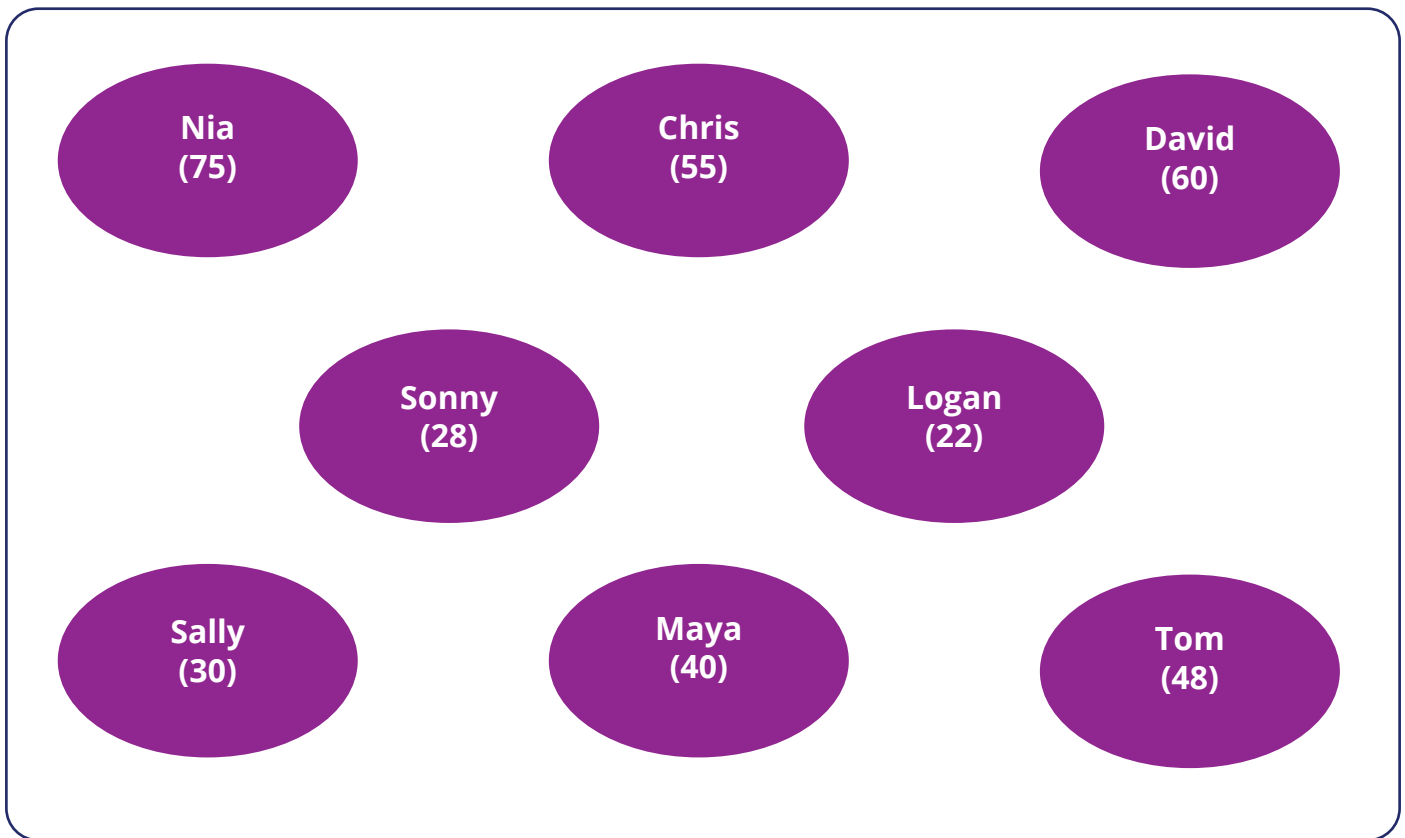 Nia
(75)
Chris
(55)
David
(60)
Sonny
(28)
Logan
(22)
Sally
(30)
Maya
(40)
Tom
(48)